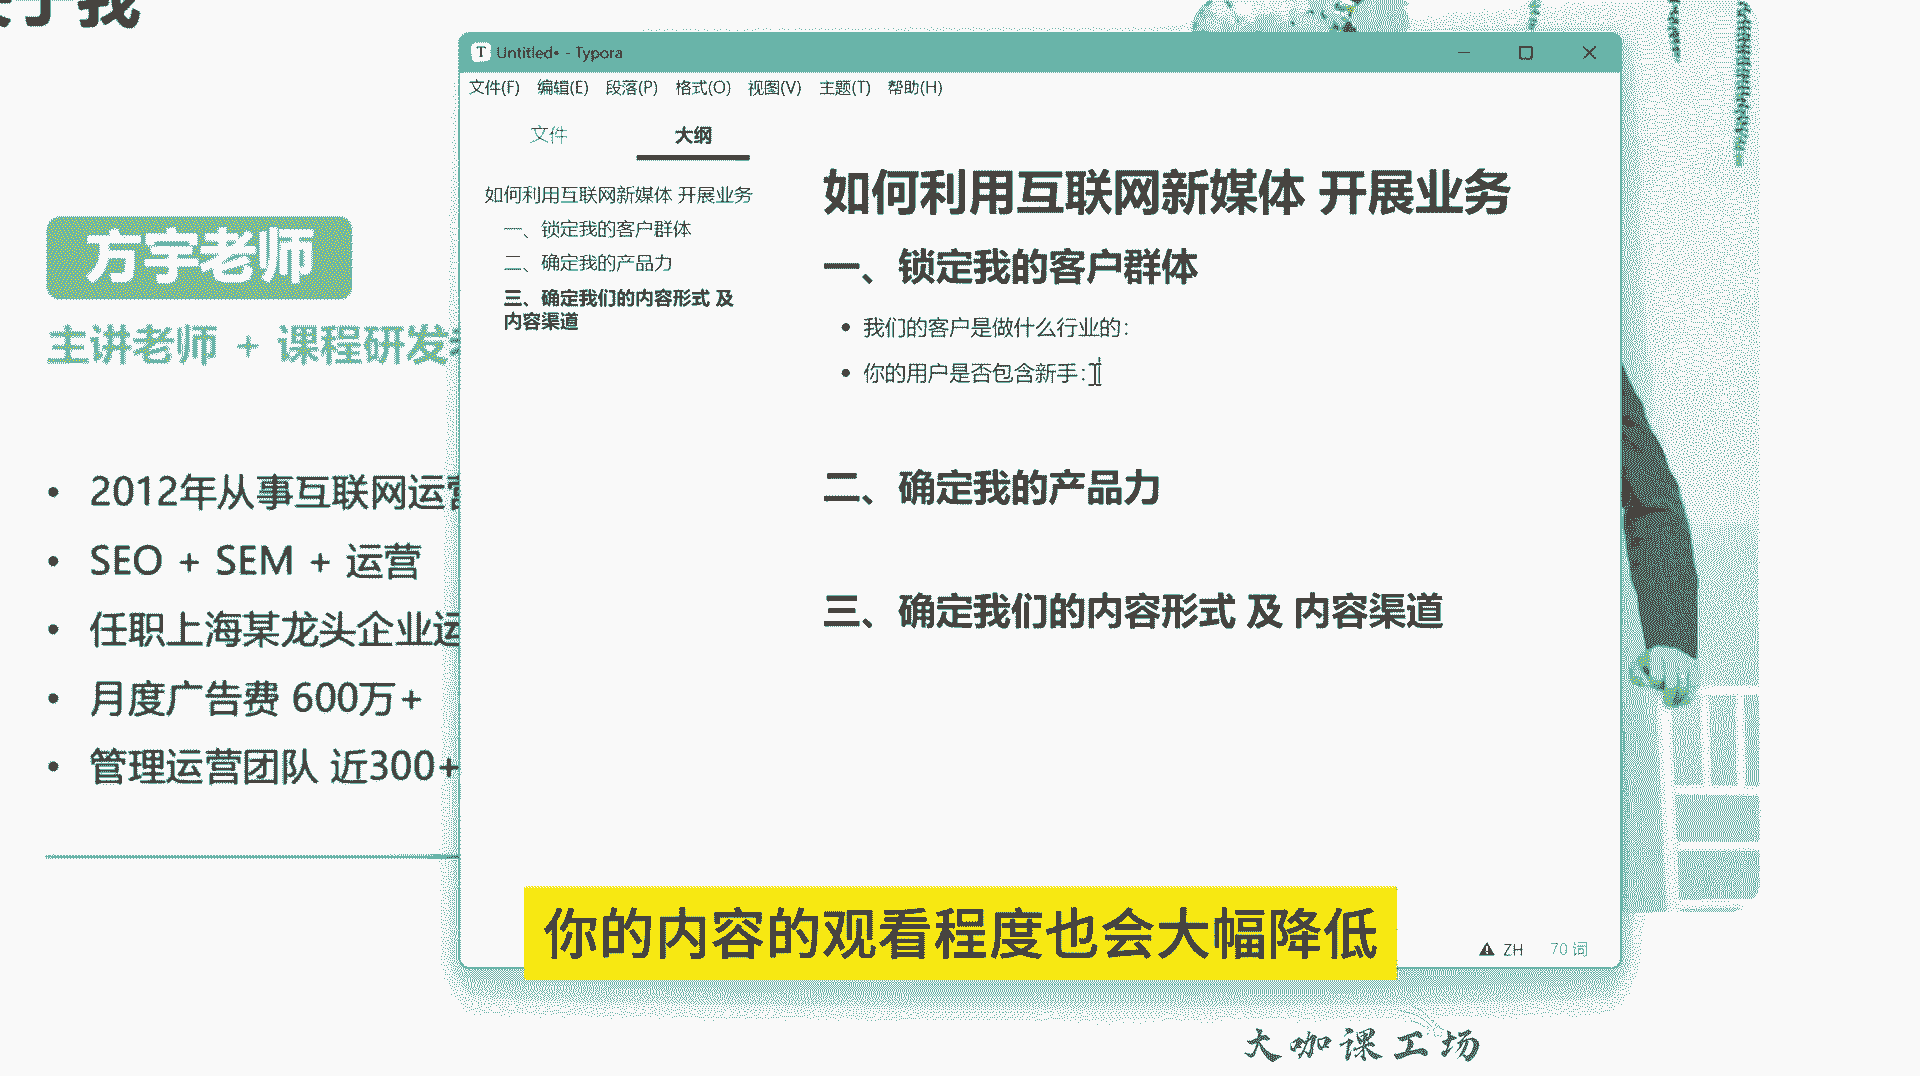 关于我
方宇老师
主讲老师 + 课程研发
2012年从事互联网运营
SEO + SEM + 运营
任职上海某龙头企业运
月度广告费 600万+
管理运营团队 近300+
Untitled• - Typora
文件(F) 编辑(E) 段落(P) 格式(O) 视图(V) 主题(T) 帮助(H)
文件 大纲
如何利用互联网新媒体 开展业务
一、锁定我的客户群体
二、确定我的产品力
三、确定我们的内容形式 及
内容渠道
如何利用互联网新媒体 开展业务
一、锁定我的客户群体
我们的客户是做什么行业的：
你的用户是否包含新手：
二、确定我的产品力
三、确定我们的内容形式 及 内容渠道
你的内容的观看程度也会大幅降低
ZH 70 词
大咖课工场